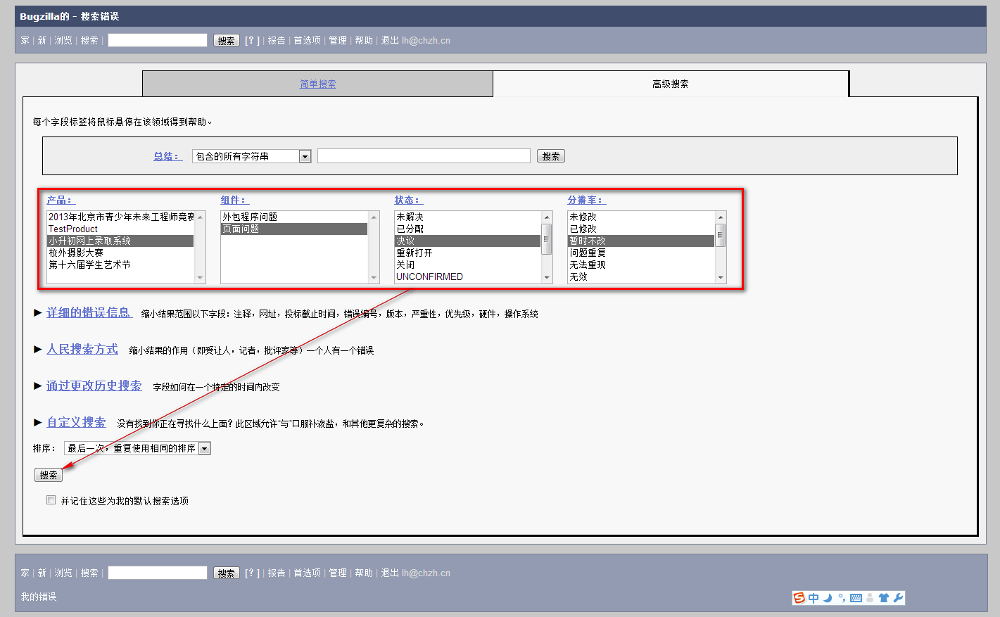 Bugzilla的 - 搜索错误
家 | 新 | 浏览 | 搜索 | 搜索 [?] | 报告 | 首选项 | 管理 | 帮助 | 退出 lh@chzh.cn
简单搜索 高级搜索
每个字段标签将鼠标悬停在该领域得到帮助。
总结： 包含的所有字符串 搜索
产品： 组件： 状态： 分辨率：
2013年北京市青少年未来工程师竞赛 外包程序问题 未解决 未修改
TestProduct 页面问题 已分配 已修改
小升初网上录取系统 决议 暂时不改
校外摄影大赛 重新打开 问题重复
第十六届学生艺术节 关闭 无法重现
UNCONFIRMED 无效
详细的错误信息 缩小结果范围以下字段：注释，网址，投标截止时间，错误编号，版本，严重性，优先级，硬件，操作系统
人民搜索方式 缩小结果的作用（即受让人，记者，批评家等）一个人有一个错误
通过更改历史搜索 字段如何在一个特定的时间内改变
自定义搜索 没有找到你正在寻找什么上面？此区域允许“与”口服补液盐，和其他更复杂的搜索。
排序： 最后一次，重复使用相同的排序
搜索
并记住这些为我的默认搜索选项
家 | 新 | 浏览 | 搜索 | 搜索 [?] | 报告 | 首选项 | 管理 | 帮助 | 退出 lh@chzh.cn
我的错误
中